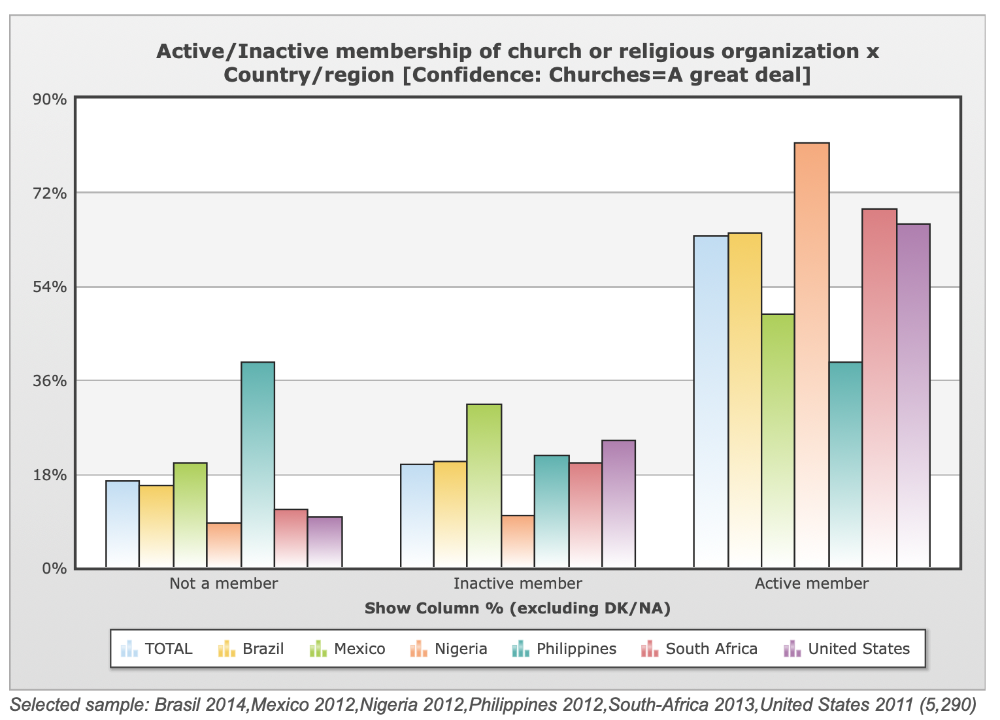 Active/Inactive membership of church or religious organization x
Country/region [Confidence: Churches=A great deal]
90%
72%
54%
36%
18%
0%
Not a member Inactive member Active member
Show Column % (excluding DK/NA)
TOTAL Brazil Mexico Nigeria Philippines South Africa United States
Selected sample: Brasil 2014,Mexico 2012,Nigeria 2012,Philippines 2012,South-Africa 2013,United States 2011 (5,290)